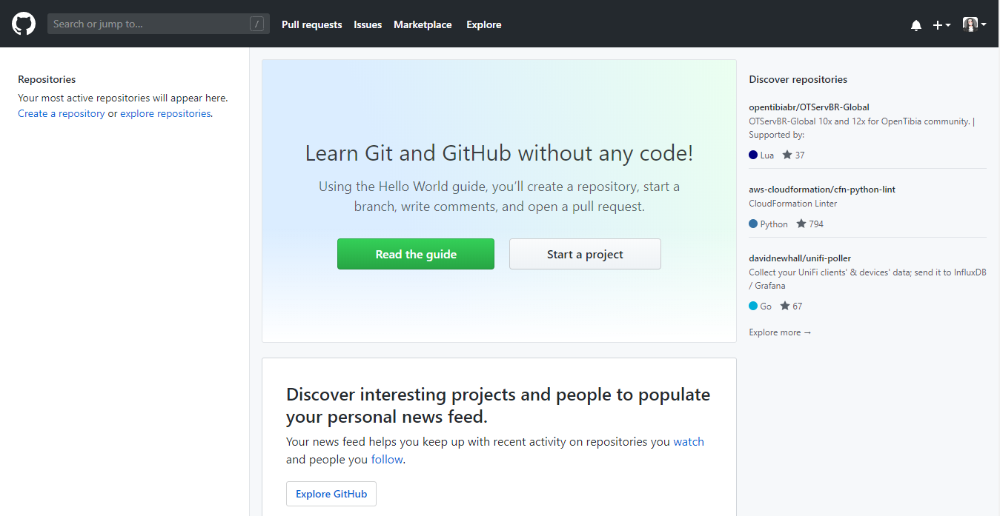 Search or jump to...
/
Pull requests
Issues
Marketplace
Explore
Repositories
Your most active repositories will appear here.
Create a repository or explore repositories.
Learn Git and GitHub without any code!
Using the Hello World guide, you’ll create a repository, start a
branch, write comments, and open a pull request.
Read the guide
Start a project
Discover interesting projects and people to populate
your personal news feed.
Your news feed helps you keep up with recent activity on repositories you watch
and people you follow.
Explore GitHub
Discover repositories
opentibiabr/OTServBR-Global
OTServBR-Global 10x and 12x for OpenTibia community. |
Supported by:
Lua ★ 37
aws-cloudformation/cfn-python-lint
CloudFormation Linter
Python ★ 794
davidnewhall/unifi-poller
Collect your UniFi clients' & devices' data; send it to InfluxDB
/ Grafana
Go ★ 67
Explore more →